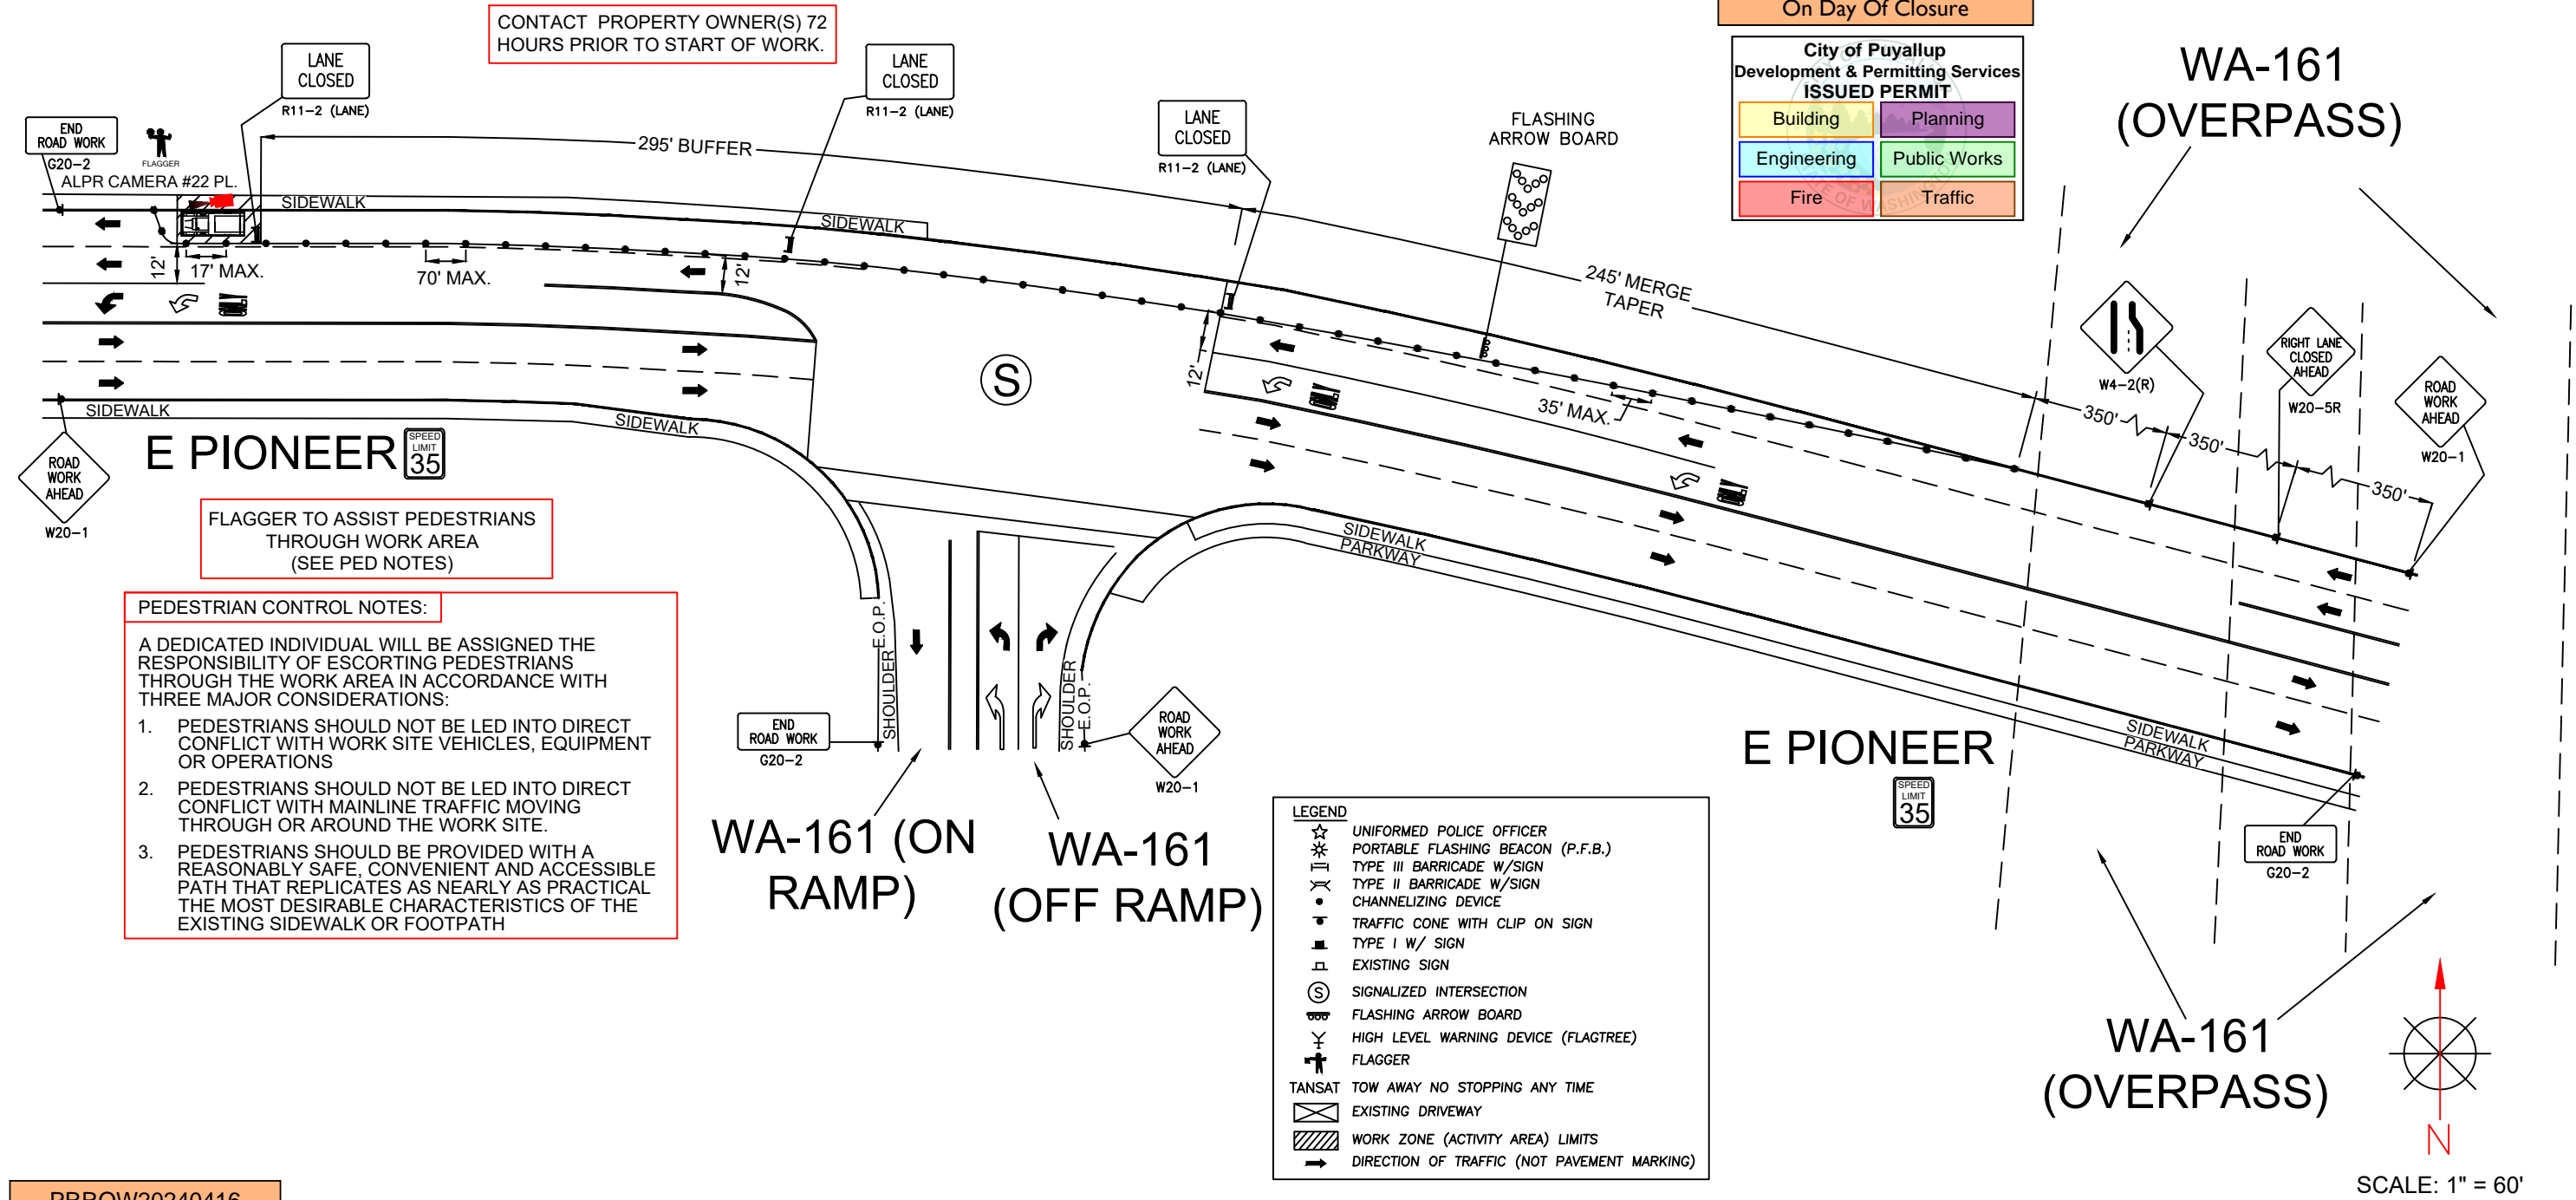 CONTACT PROPERTY OWNER(S) 72
HOURS PRIOR TO START OF WORK.
On Day Of Closure
City of Puyallup
Development & Permitting Services
ISSUED PERMIT
Building
Planning
Engineering
Public Works
Fire
Traffic
WA-161
(OVERPASS)
LANE
CLOSED
R11-2 (LANE)
LANE
CLOSED
R11-2 (LANE)
LANE
CLOSED
R11-2 (LANE)
FLASHING
ARROW BOARD
END
ROAD WORK
G20-2
FLAGGER
ALPR CAMERA #22 PL.
295' BUFFER
SIDEWALK
SIDEWALK
12'
17' MAX.
70' MAX.
12'
245' MERGE
TAPER
12'
35' MAX.
W4-2(R)
RIGHT LANE
CLOSED
AHEAD
W20-5R
ROAD
WORK
AHEAD
W20-1
350'
350'
350'
S
SIDEWALK
SIDEWALK
E PIONEER
SPEED
LIMIT
35
ROAD
WORK
AHEAD
W20-1
FLAGGER TO ASSIST PEDESTRIANS
THROUGH WORK AREA
(SEE PED NOTES)
SIDEWALK
PARKWAY
PEDESTRIAN CONTROL NOTES:
A DEDICATED INDIVIDUAL WILL BE ASSIGNED THE
RESPONSIBILITY OF ESCORTING PEDESTRIANS
THROUGH THE WORK AREA IN ACCORDANCE WITH
THREE MAJOR CONSIDERATIONS:
1. PEDESTRIANS SHOULD NOT BE LED INTO DIRECT
CONFLICT WITH WORK SITE VEHICLES, EQUIPMENT
OR OPERATIONS
2. PEDESTRIANS SHOULD NOT BE LED INTO DIRECT
CONFLICT WITH MAINLINE TRAFFIC MOVING
THROUGH OR AROUND THE WORK SITE.
3. PEDESTRIANS SHOULD BE PROVIDED WITH A
REASONABLY SAFE, CONVENIENT AND ACCESSIBLE
PATH THAT REPLICATES AS NEARLY AS PRACTICAL
THE MOST DESIRABLE CHARACTERISTICS OF THE
EXISTING SIDEWALK OR FOOTPATH
E.O.P.
SHOULDER
SHOULDER
E.O.P.
END
ROAD WORK
G20-2
ROAD
WORK
AHEAD
W20-1
WA-161 (ON
RAMP)
WA-161
(OFF RAMP)
E PIONEER
SPEED
LIMIT
35
SIDEWALK
PARKWAY
END
ROAD WORK
G20-2
LEGEND
UNIFORMED POLICE OFFICER
PORTABLE FLASHING BEACON (P.F.B.)
TYPE III BARRICADE W/SIGN
TYPE II BARRICADE W/SIGN
CHANNELIZING DEVICE
TRAFFIC CONE WITH CLIP ON SIGN
TYPE I W/ SIGN
EXISTING SIGN
S SIGNALIZED INTERSECTION
FLASHING ARROW BOARD
HIGH LEVEL WARNING DEVICE (FLAGTREE)
FLAGGER
TANSAT TOW AWAY NO STOPPING ANY TIME
EXISTING DRIVEWAY
WORK ZONE (ACTIVITY AREA) LIMITS
DIRECTION OF TRAFFIC (NOT PAVEMENT MARKING)
WA-161
(OVERPASS)
N
SCALE: 1" = 60'
PRROW20240416